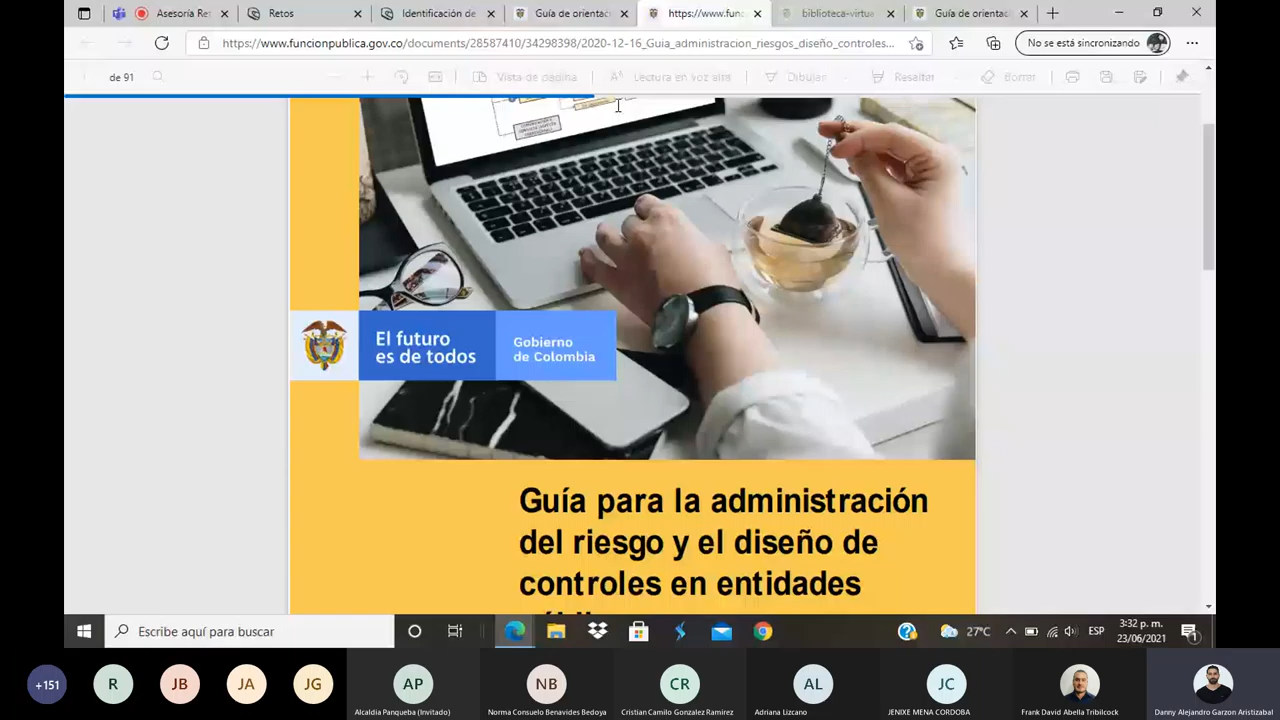 Asesoría Ret
Retos
Identificación de
Guía de orientac
https://www.func
biblioteca-virtue
Guía de orientac
https://www.funcionpublica.gov.co/documents/28587410/34298398/2020-12-16_Guia_administracion_riesgos_diseño_controles...
No se está sincronizando
de 91
Vista de página
Lectura en voz alta
Dibujar
Resaltar
Borrar
El futuro
es de todos
Gobierno
de Colombia
Guía para la administración
del riesgo y el diseño de
controles en entidades
Escribe aquí para buscar
27°C
ESP
3:32 p. m.
23/06/2021
1
+151
R
JB
JA
JG
AP
NB
CR
AL
JC
Alcaldia Panqueba (Invitado)
Norma Consuelo Benavides Bedoya
Cristian Camilo Gonzalez Ramirez
Adriana Lizcano
JENIXE MENA CORDOBA
Frank David Abella Tribilcock
Danny Alejandro Garzon Aristizabal